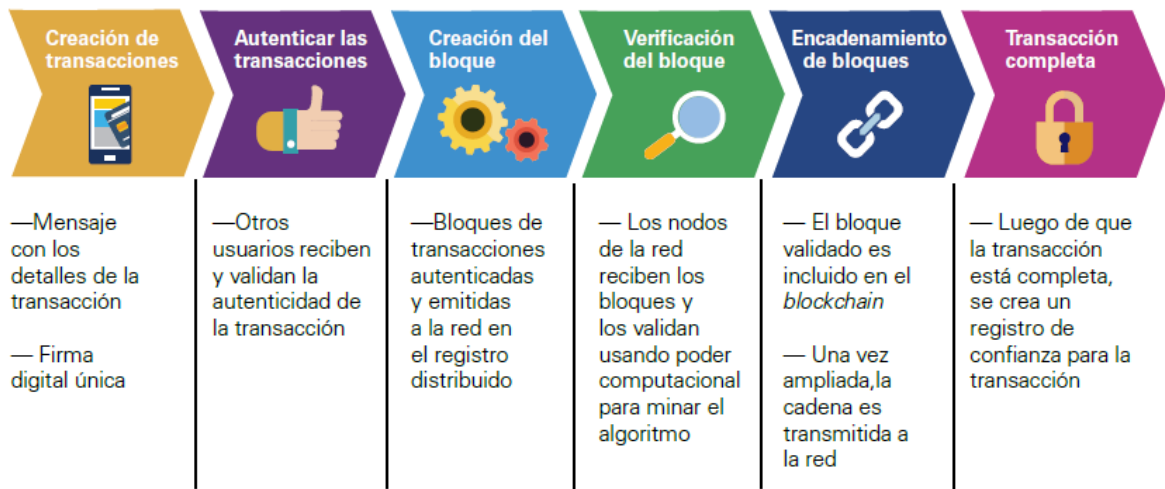 Creación de
transacciones
Autenticar las
transacciones
Creación del
bloque
Verificación
del bloque
Encadenamiento
de bloques
Transacción
completa
—Mensaje
con los
detalles de la
transacción
— Firma
digital única
—Otros
usuarios reciben
y validan la
autenticidad de
la transacción
—Bloques de
transacciones
autenticadas
y emitidas
a la red en
el registro
distribuido
— Los nodos
de la red
reciben los
bloques y
los validan
usando poder
computacional
para minar el
algoritmo
— El bloque
validado es
incluido en el
blockchain
— Una vez
ampliada,la
cadena es
transmitida a
la red
— Luego de que
la transacción
está completa,
se crea un
registro de
confianza para la
transacción